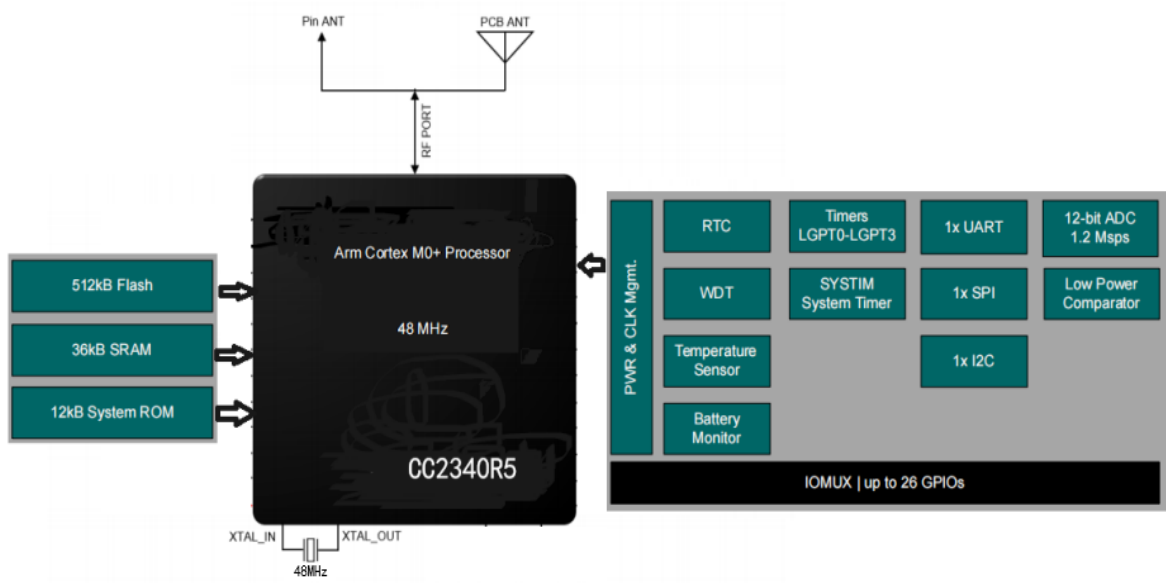 Pin ANT
PCB ANT
RF PORT
Arm Cortex M0+ Processor
48 MHz
CC2340R5
512kB Flash
36kB SRAM
12kB System ROM
XTAL_IN
XTAL_OUT
48MHz
PWR & CLK Mgmt.
RTC
WDT
Temperature
Sensor
Battery
Monitor
Timers
LGPT0-LGPT3
SYSTIM
System Timer
1x UART
1x SPI
1x I2C
12-bit ADC
1.2 Msps
Low Power
Comparator
IOMUX | up to 26 GPIOs